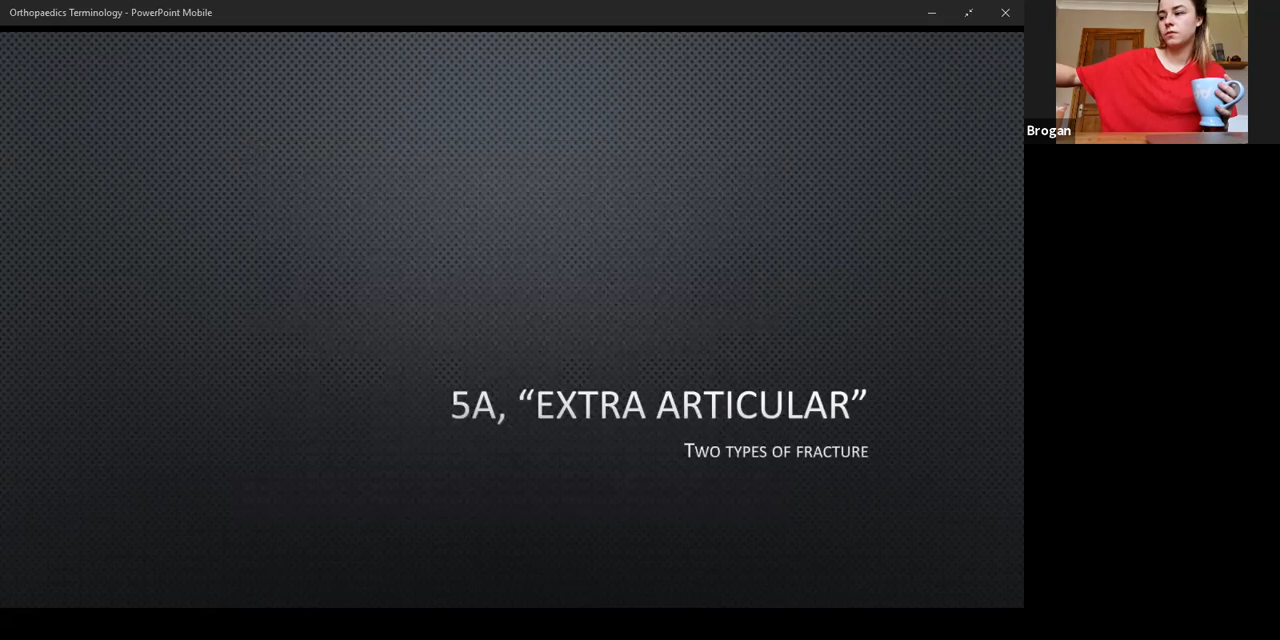 Orthopaedics Terminology - PowerPoint Mobile
Brogan
5A, “EXTRA ARTICULAR”
TWO TYPES OF FRACTURE